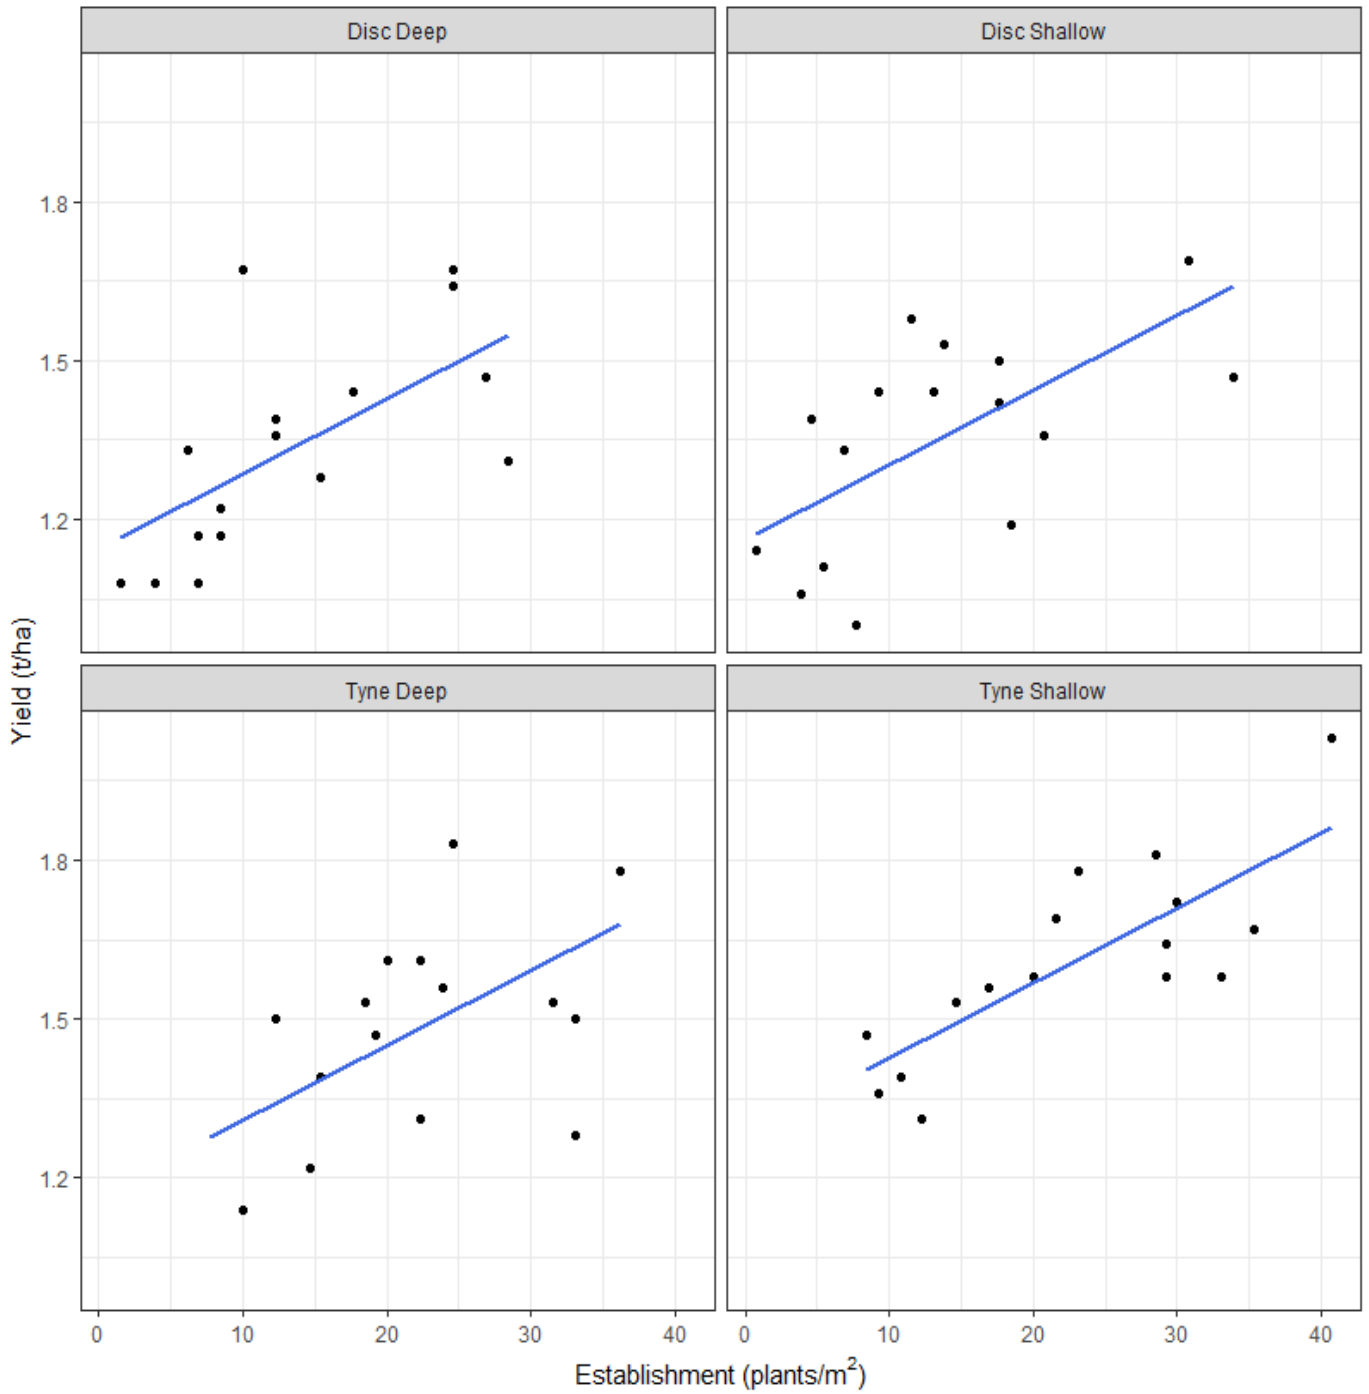 Disc Deep
Disc Shallow
1.8
1.5
1.2
Yield (t/ha)
Tyne Deep
Tyne Shallow
1.8
1.5
1.2
0 10 20 30 40
0 10 20 30 40
Establishment (plants/m²)